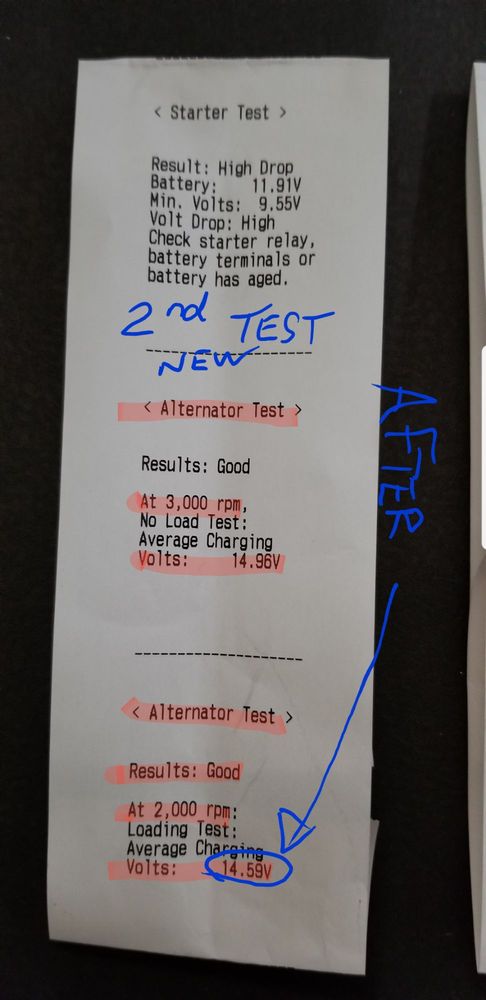 < Starter Test >
Result: High Drop
Battery: 11.91V
Min. Volts: 9.55V
Volt Drop: High
Check starter relay,
battery terminals or
battery has aged.
2nd TEST
NEW
--------------------
< Alternator Test >
Results: Good
At 3,000 rpm,
No Load Test:
Average Charging
Volts: 14.96V
AFTER
--------------------
< Alternator Test >
Results: Good
At 2,000 rpm:
Loading Test:
Average Charging
Volts: 14.59V